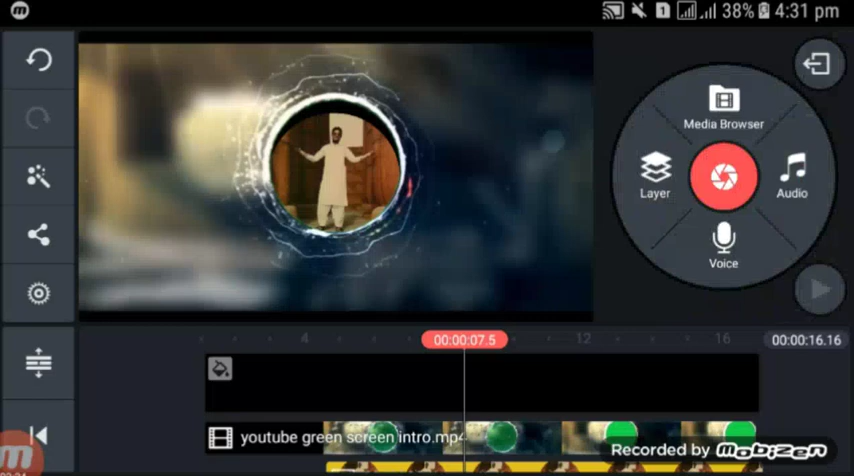 1 38% 4:31 pm
Media Browser
Layer
Audio
Voice
4
00:00:07.5
12
16
00:00:16.16
youtube green screen intro.mp4
Recorded by mobizen